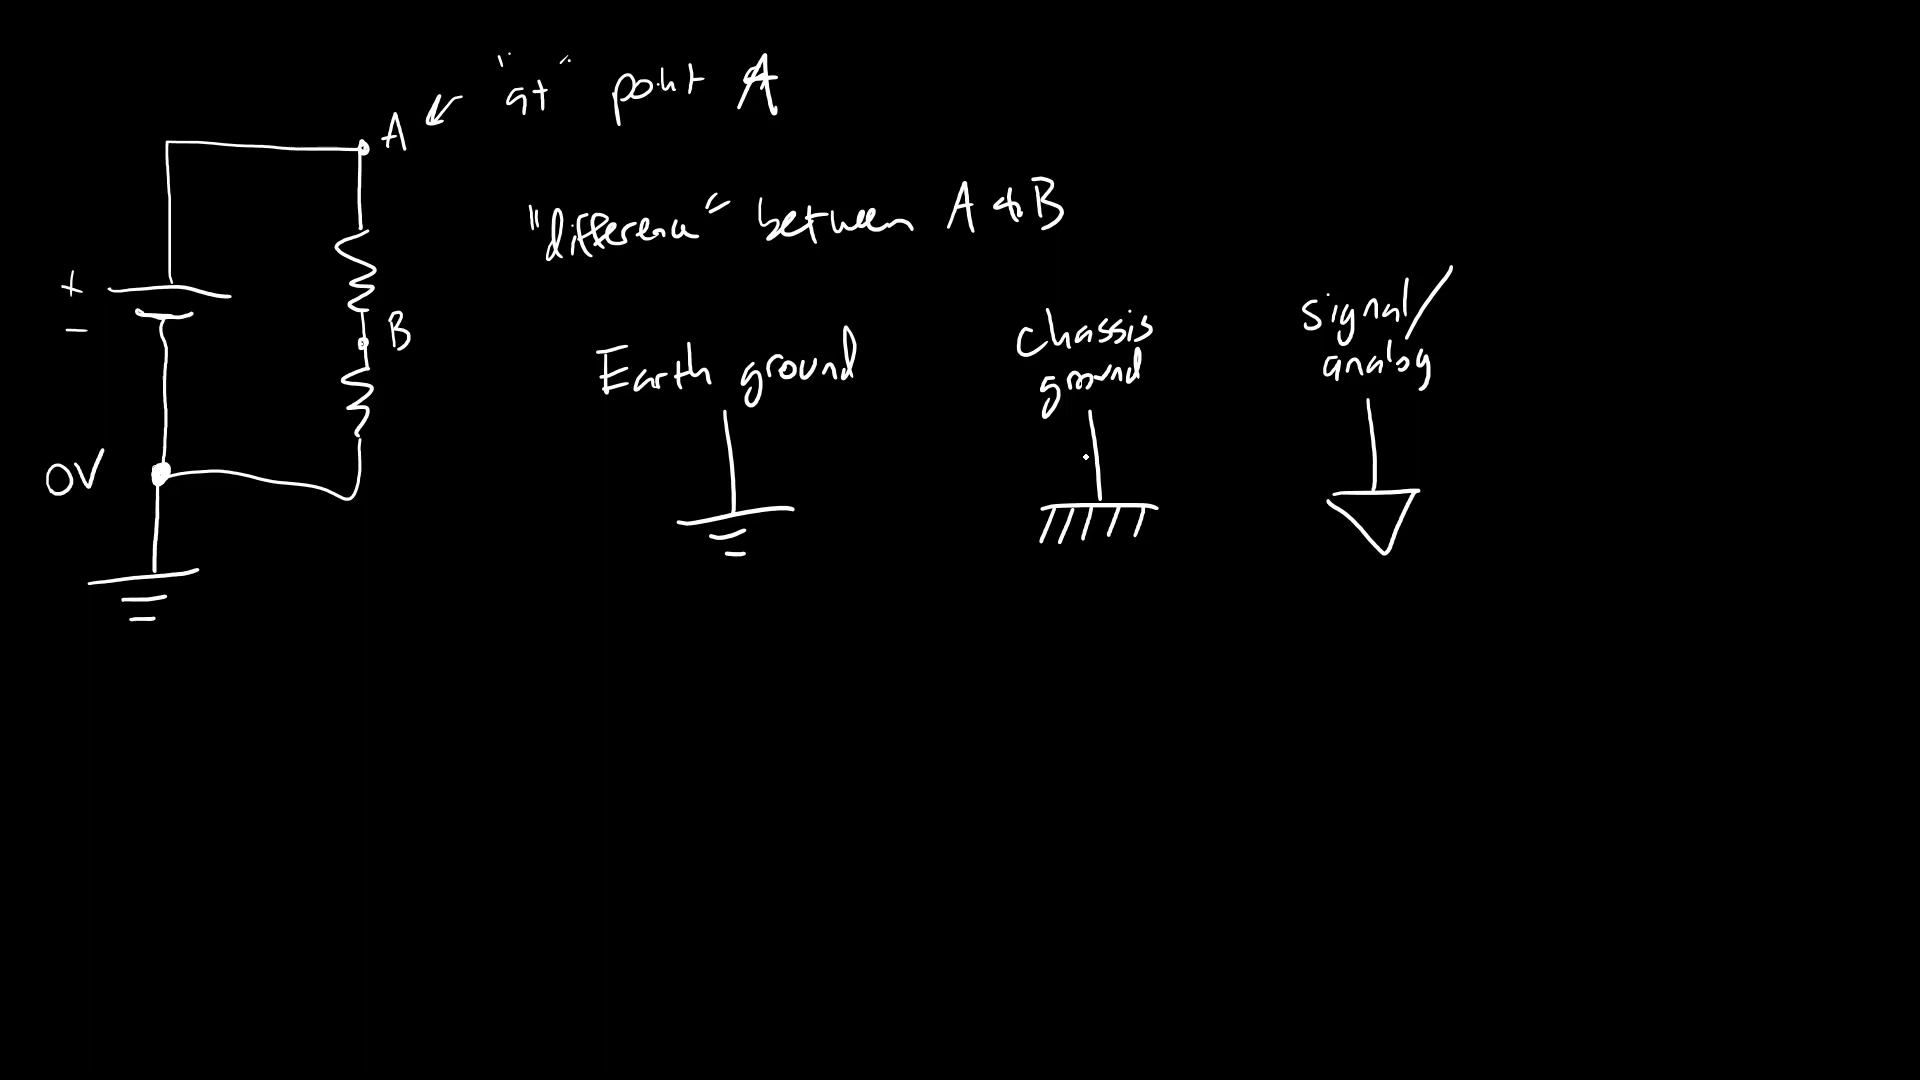 "at" point A
A
"difference" between A & B
+
-
B
Earth ground
chassis
ground
signal/
analog
0V